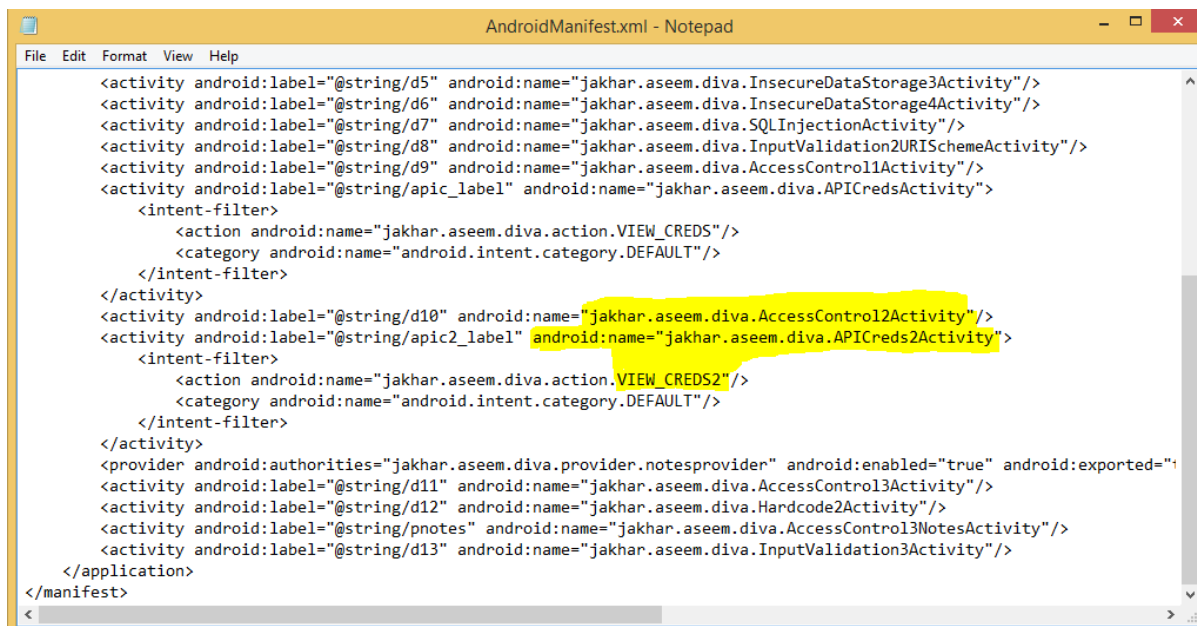 AndroidManifest.xml - Notepad
File Edit Format View Help
<activity android:label="@string/d5" android:name="jakhar.aseem.diva.InsecureDataStorage3Activity"/>
<activity android:label="@string/d6" android:name="jakhar.aseem.diva.InsecureDataStorage4Activity"/>
<activity android:label="@string/d7" android:name="jakhar.aseem.diva.SQLInjectionActivity"/>
<activity android:label="@string/d8" android:name="jakhar.aseem.diva.InputValidation2URISchemeActivity"/>
<activity android:label="@string/d9" android:name="jakhar.aseem.diva.AccessControl1Activity"/>
<activity android:label="@string/apic_label" android:name="jakhar.aseem.diva.APICredsActivity">
<intent-filter>
<action android:name="jakhar.aseem.diva.action.VIEW_CREDS"/>
<category android:name="android.intent.category.DEFAULT"/>
</intent-filter>
</activity>
<activity android:label="@string/d10" android:name="jakhar.aseem.diva.AccessControl2Activity"/>
<activity android:label="@string/apic2_label" android:name="jakhar.aseem.diva.APICreds2Activity">
<intent-filter>
<action android:name="jakhar.aseem.diva.action.VIEW_CREDS2"/>
<category android:name="android.intent.category.DEFAULT"/>
</intent-filter>
</activity>
<provider android:authorities="jakhar.aseem.diva.provider.notesprovider" android:enabled="true" android:exported="t
<activity android:label="@string/d11" android:name="jakhar.aseem.diva.AccessControl3Activity"/>
<activity android:label="@string/d12" android:name="jakhar.aseem.diva.Hardcode2Activity"/>
<activity android:label="@string/pnotes" android:name="jakhar.aseem.diva.AccessControl3NotesActivity"/>
<activity android:label="@string/d13" android:name="jakhar.aseem.diva.InputValidation3Activity"/>
</application>
</manifest>